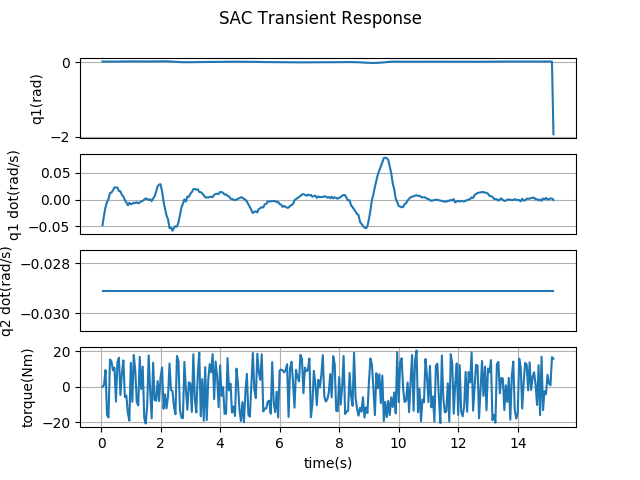 SAC Transient Response
q1(rad)
0
−2
q1 dot(rad/s)
0.05
0.00
−0.05
q2 dot(rad/s)
−0.028
−0.030
torque(Nm)
20
0
−20
0 2 4 6 8 10 12 14
time(s)